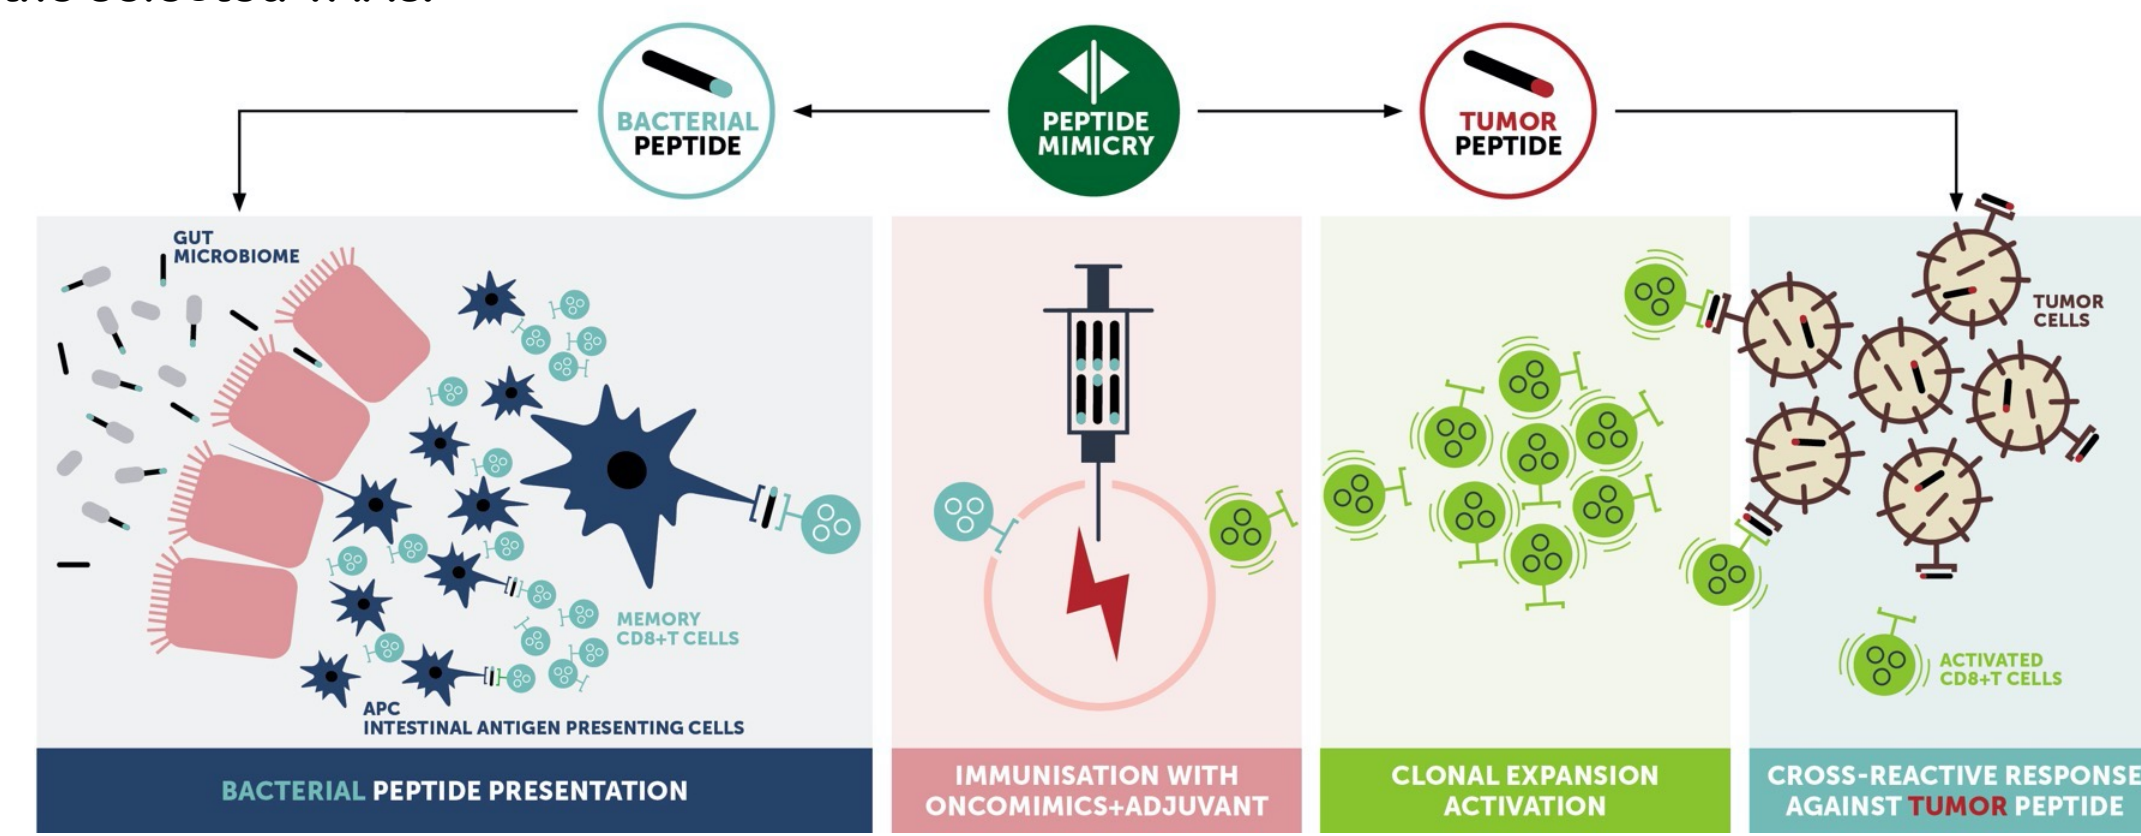 BACTERIAL
PEPTIDE
PEPTIDE
MIMICRY
TUMOR
PEPTIDE
GUT
MICROBIOME
MEMORY
CD8+T CELLS
APC
INTESTINAL ANTIGEN PRESENTING CELLS
TUMOR
CELLS
ACTIVATED
CD8+T CELLS
BACTERIAL PEPTIDE PRESENTATION
IMMUNISATION WITH
ONCOMIMICS+ADJUVANT
CLONAL EXPANSION
ACTIVATION
CROSS-REACTIVE RESPONSE
AGAINST TUMOR PEPTIDE